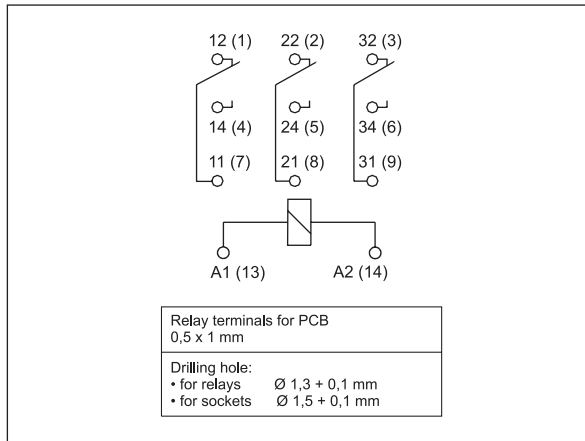 12 (1) 22 (2) 32 (3)
14 (4) 24 (5) 34 (6)
11 (7) 21 (8) 31 (9)
A1 (13) A2 (14)
Relay terminals for PCB
0,5 x 1 mm
Drilling hole:
• for relays Ø 1,3 + 0,1 mm
• for sockets Ø 1,5 + 0,1 mm